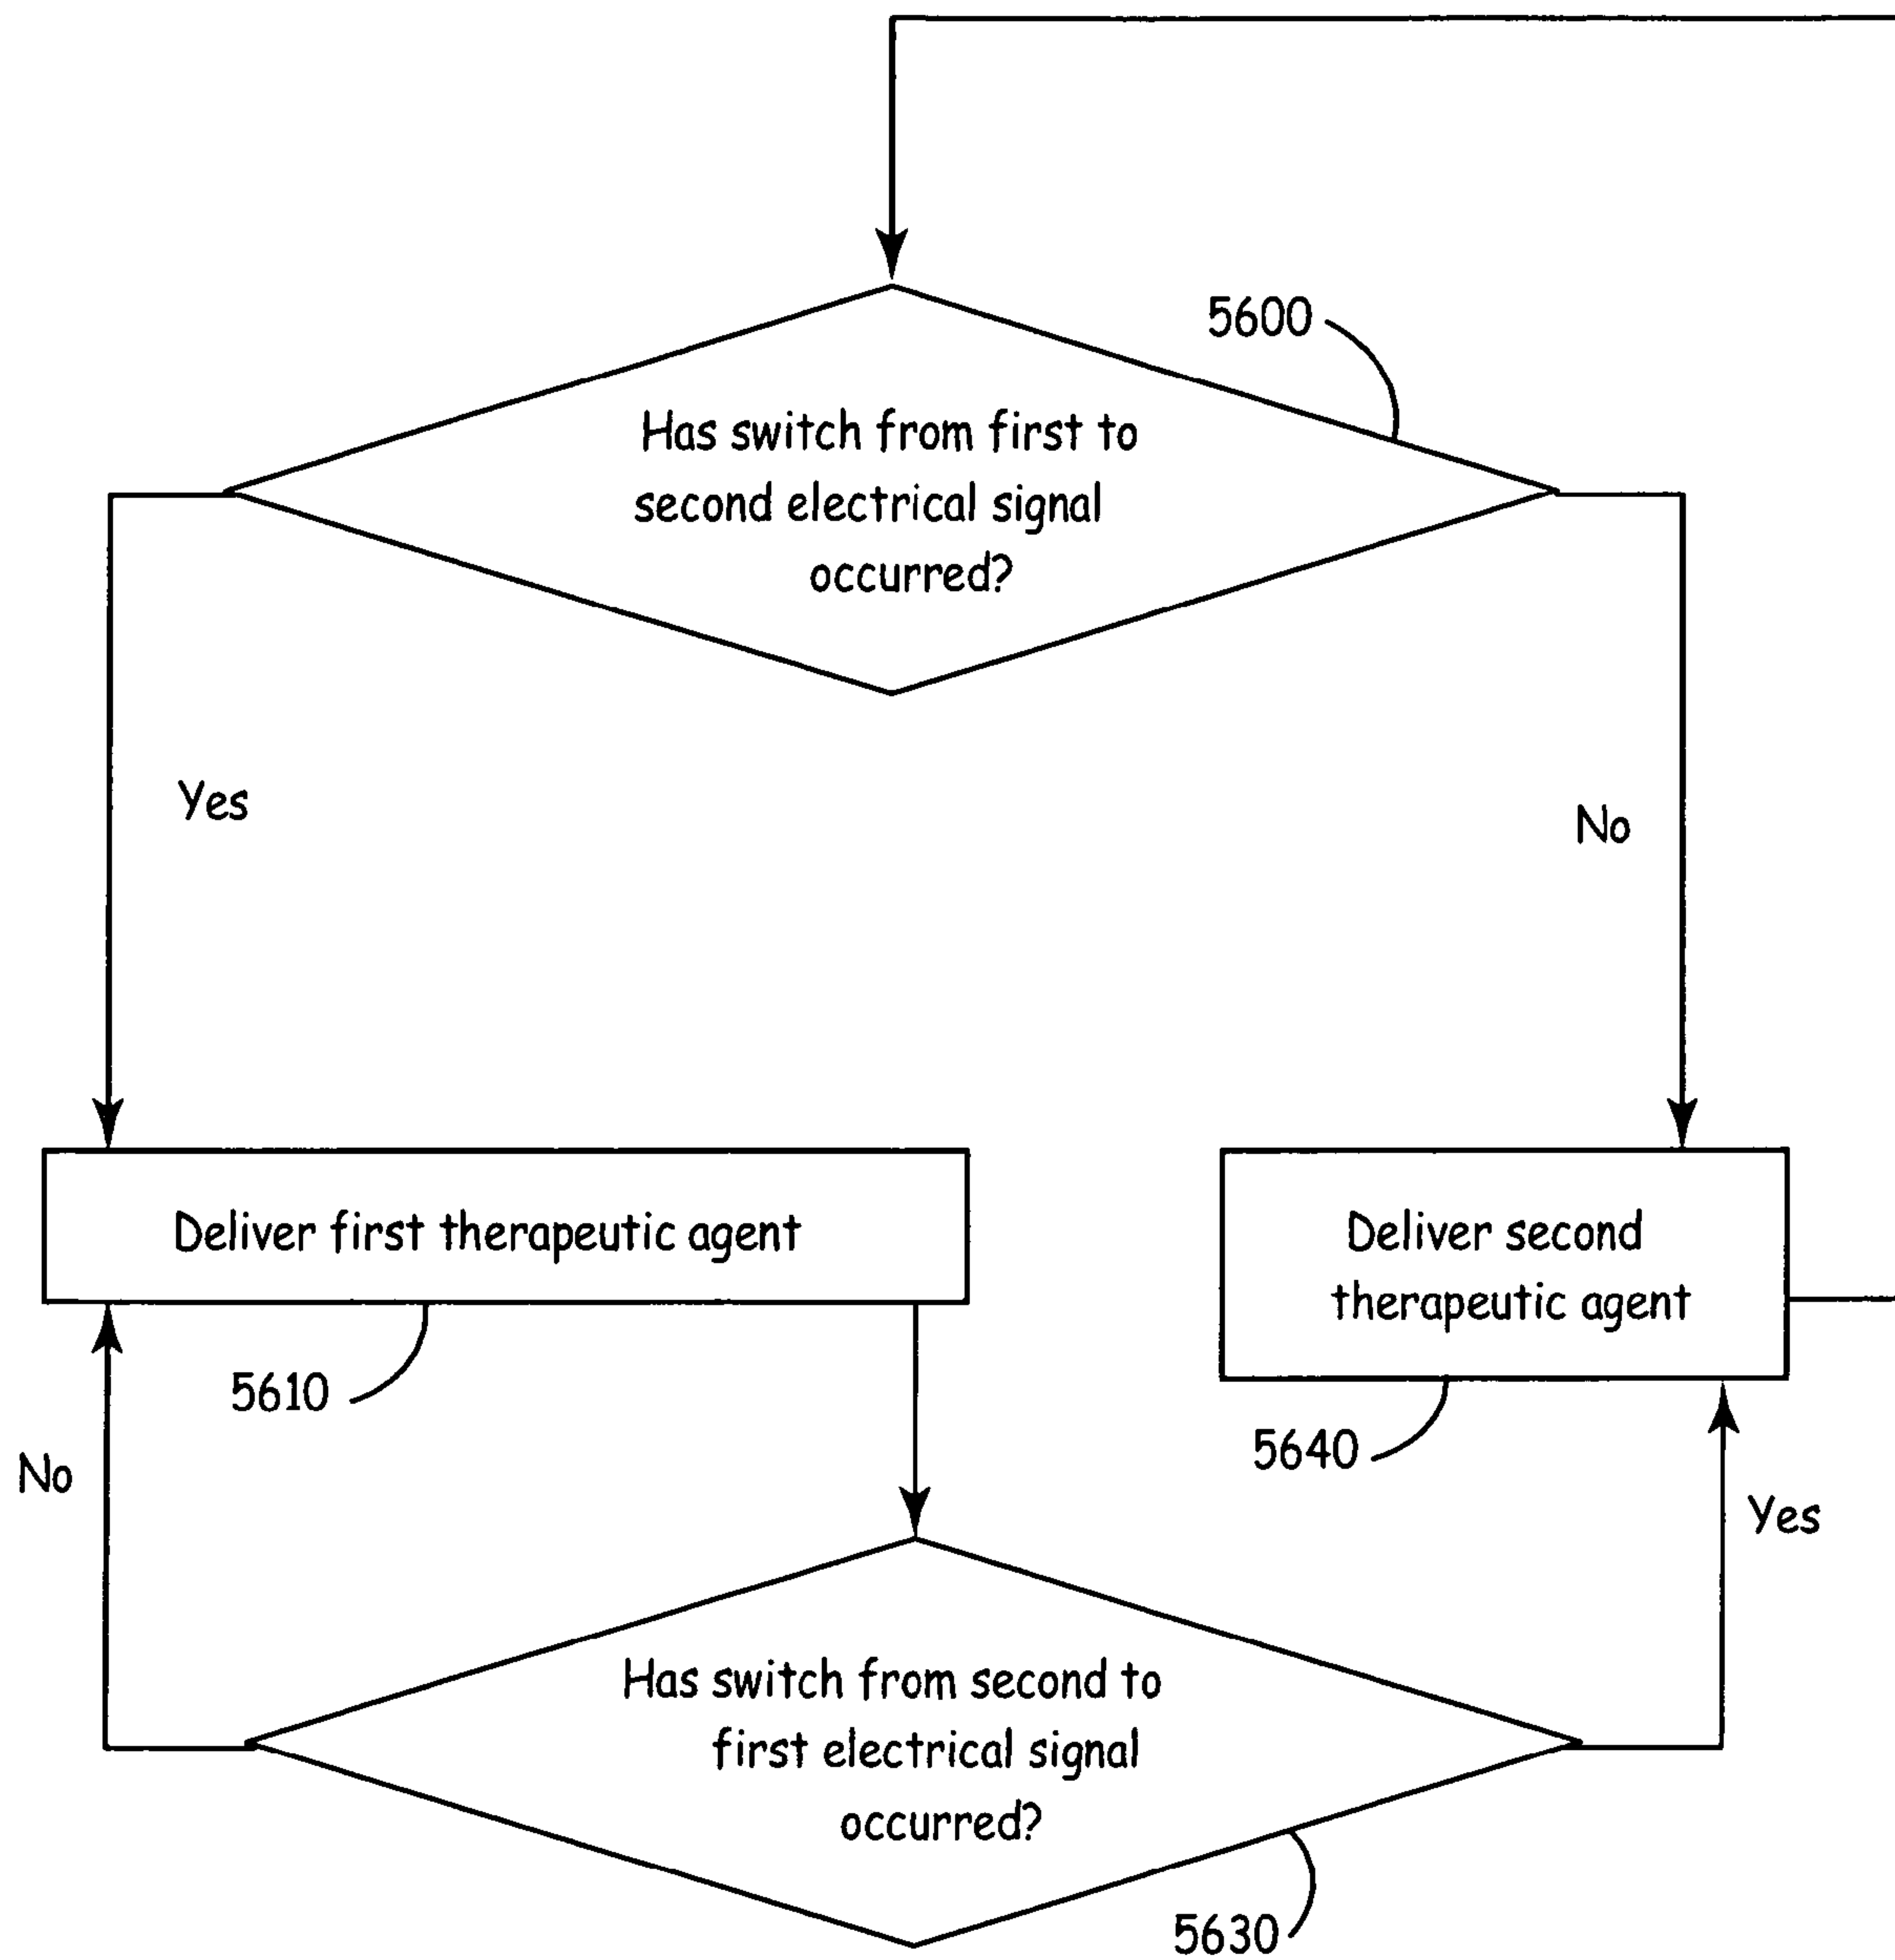 5600
Has switch from first to
second electrical signal
occurred?
Yes
No
Deliver first therapeutic agent
Deliver second
therapeutic agent
5610
5640
No
Yes
Has switch from second to
first electrical signal
occurred?
5630